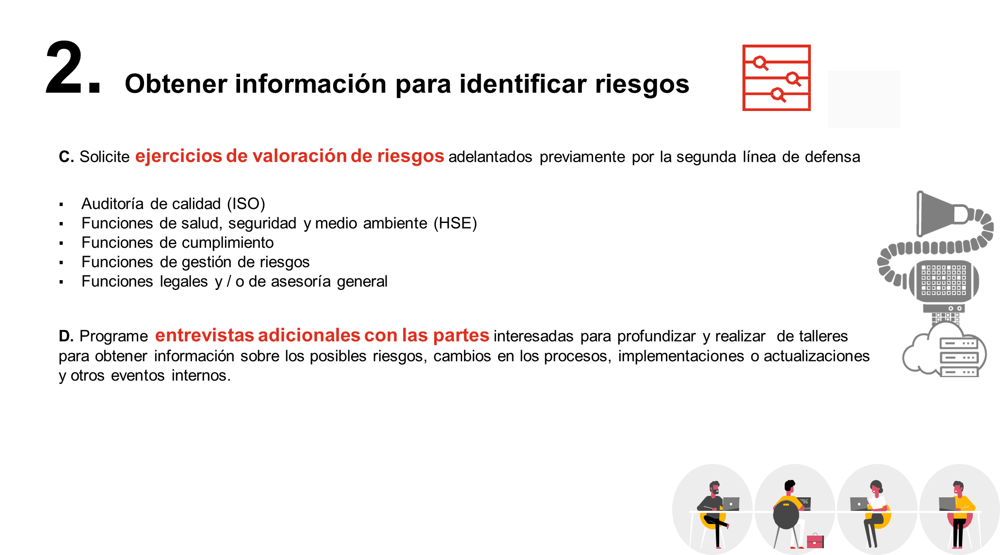 2. Obtener información para identificar riesgos
C. Solicite ejercicios de valoración de riesgos adelantados previamente por la segunda línea de defensa
▪ Auditoría de calidad (ISO)
▪ Funciones de salud, seguridad y medio ambiente (HSE)
▪ Funciones de cumplimiento
▪ Funciones de gestión de riesgos
▪ Funciones legales y / o de asesoría general
D. Programe entrevistas adicionales con las partes interesadas para profundizar y realizar de talleres
para obtener información sobre los posibles riesgos, cambios en los procesos, implementaciones o actualizaciones
y otros eventos internos.